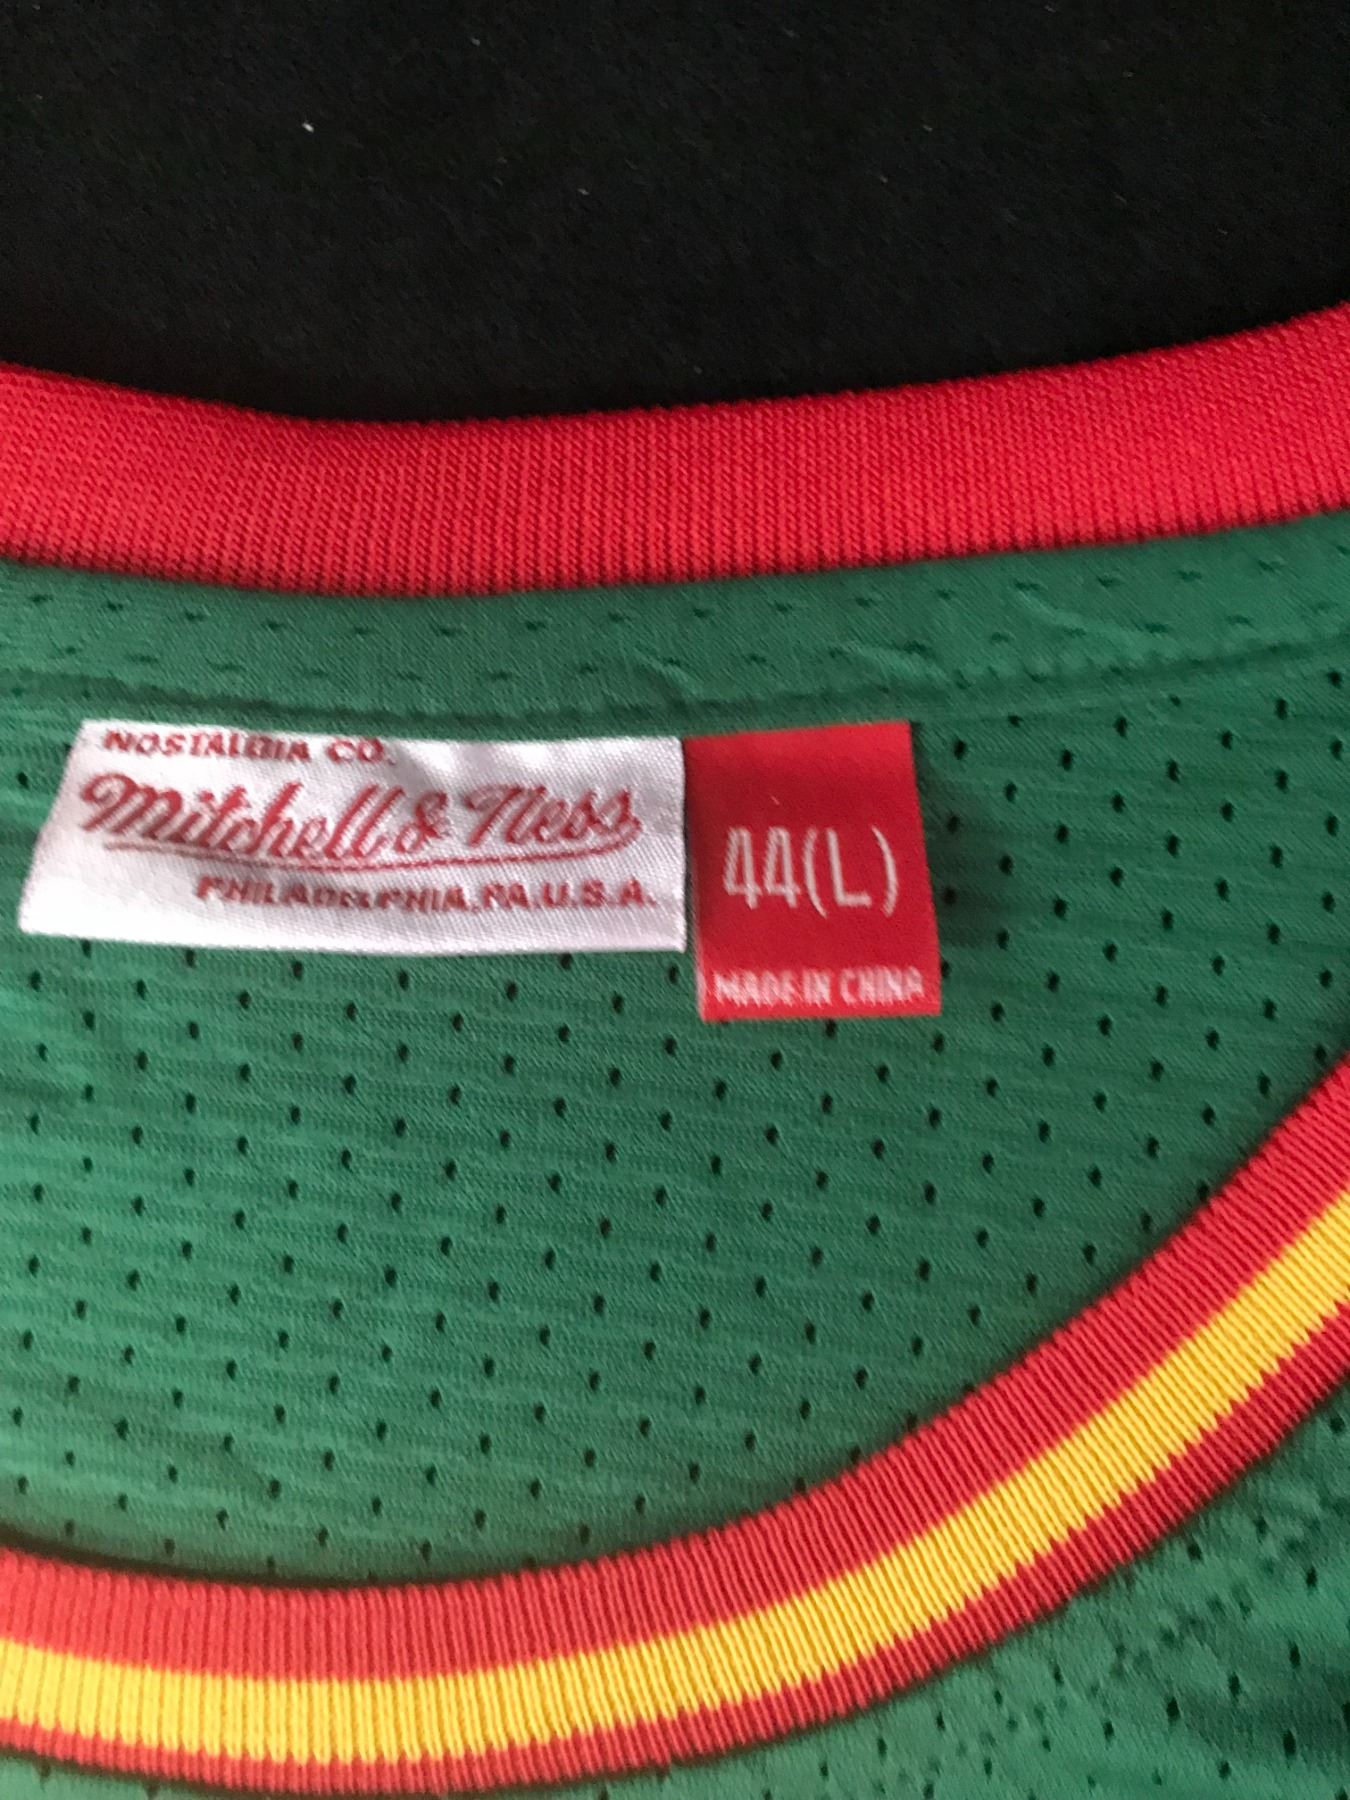 NOSTALGIA CO.
Mitchell & Ness
PHILADELPHIA, PA, U.S.A.
44(L)
MADE IN CHINA